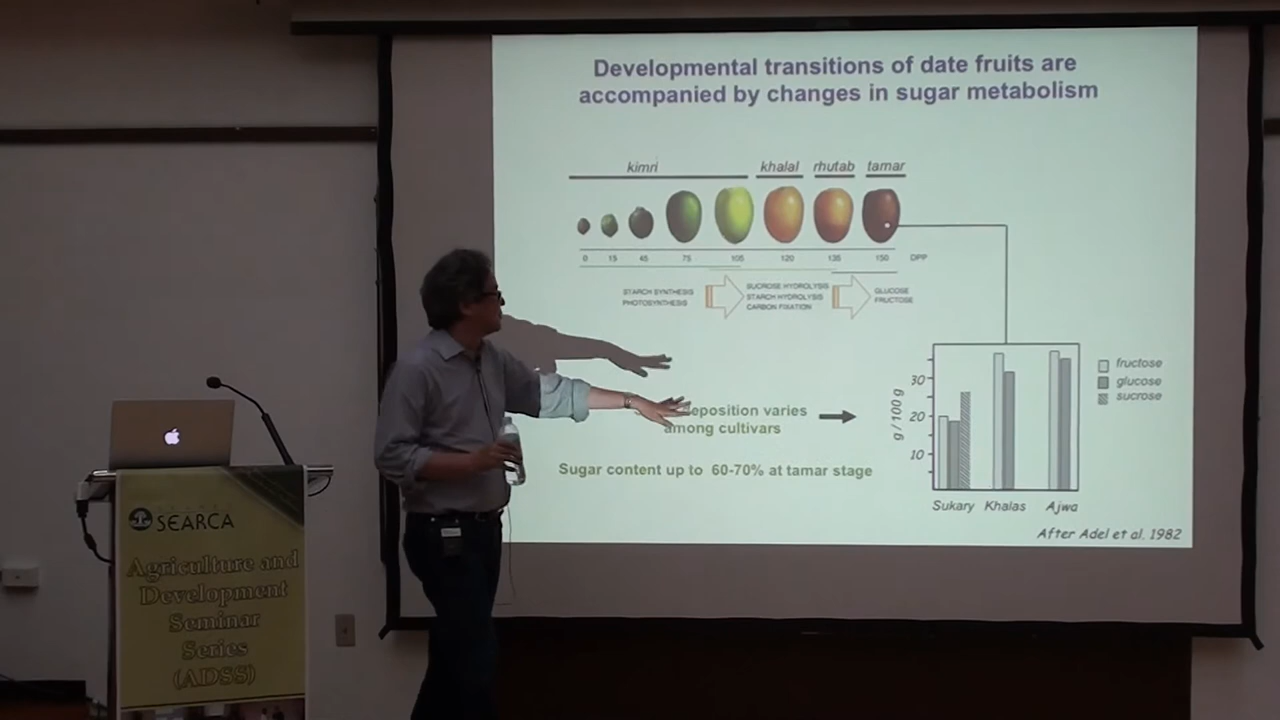 Developmental transitions of date fruits are
accompanied by changes in sugar metabolism
kimri khalal rhutab tamar
0 15 45 75 105 120 135 150 DPP
STARCH SYNTHESIS
PHOTOSYNTHESIS
SUCROSE HYDROLYSIS
STARCH HYDROLYSIS
CARBON FIXATION
GLUCOSE
FRUCTOSE
deposition varies
among cultivars
Sugar content up to 60-70% at tamar stage
g / 100 g
30
20
10
fructose
glucose
sucrose
Sukary Khalas Ajwa
After Adel et al. 1982
SEARCA
Agriculture and
Development
Seminar
Series
(ADSS)